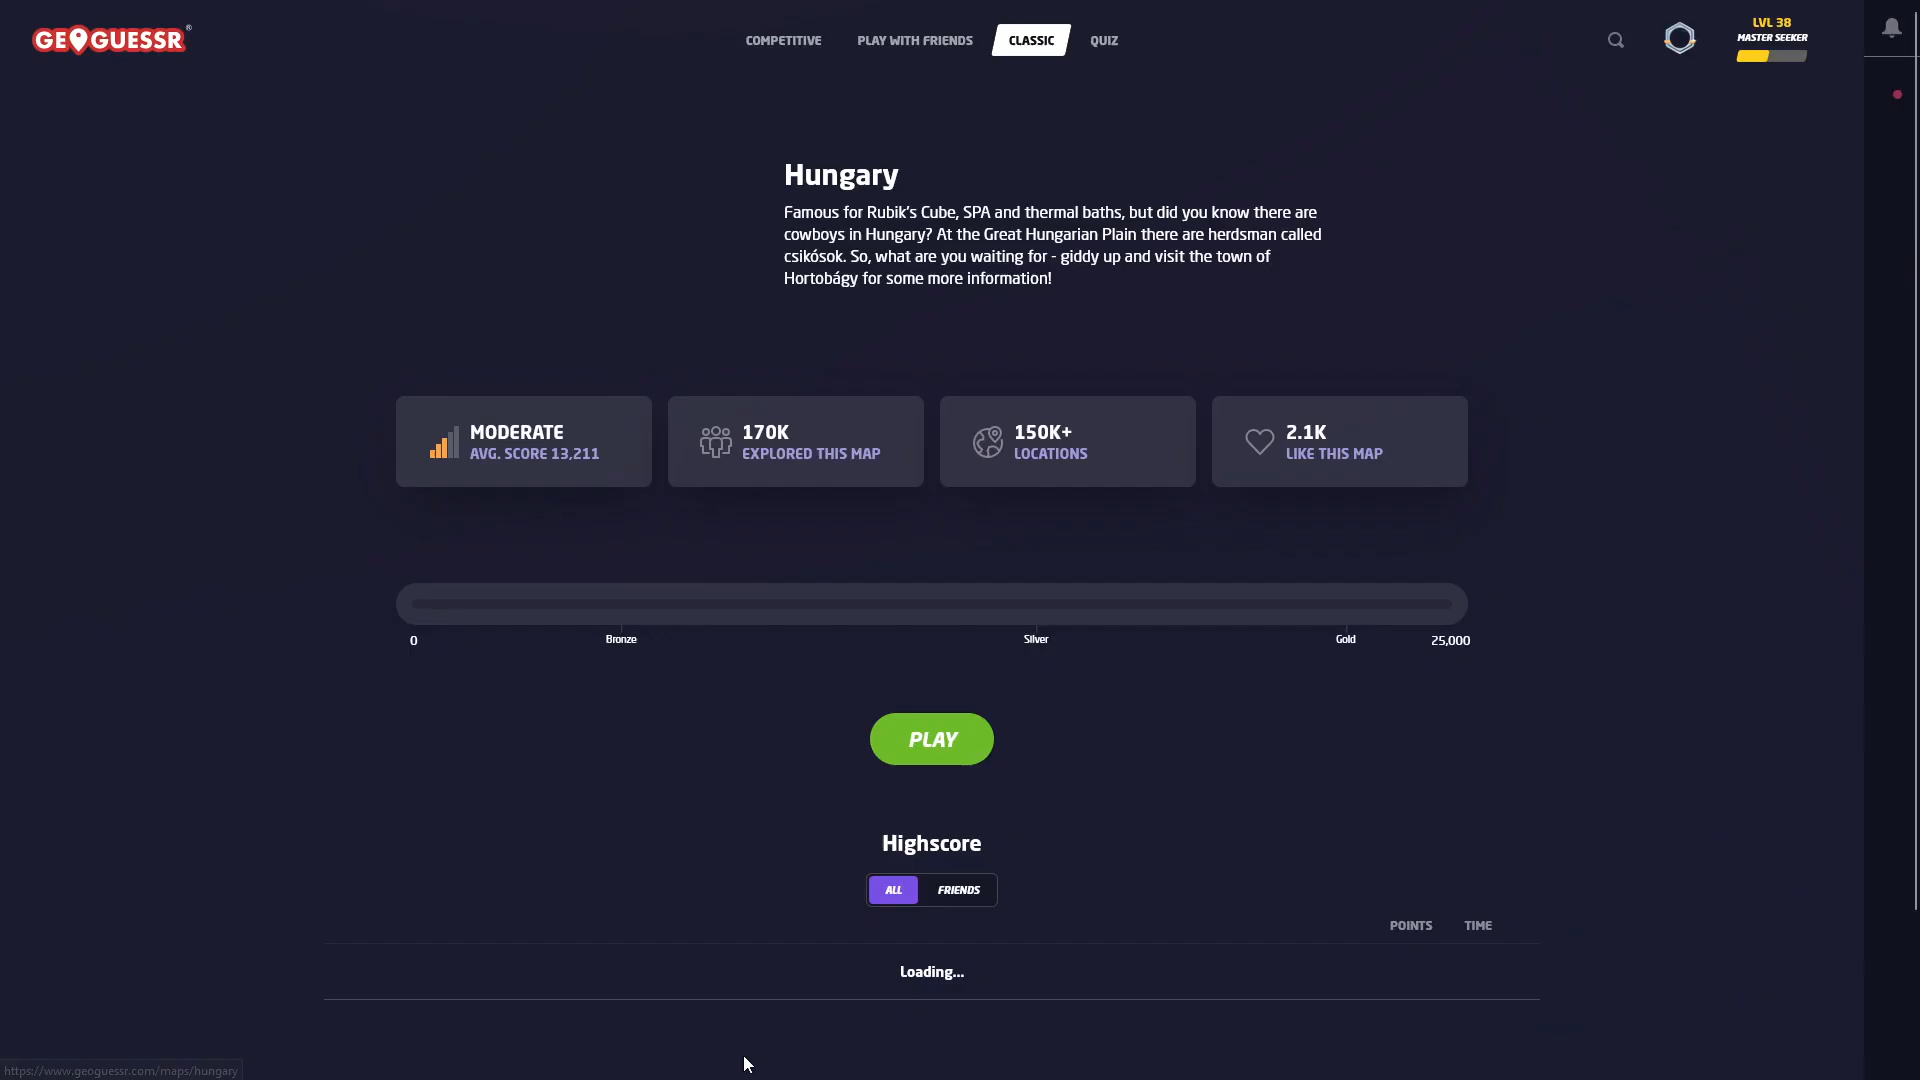 GEOGUESSR®
COMPETITIVE
PLAY WITH FRIENDS
CLASSIC
QUIZ
LVL 38
MASTER SEEKER
Hungary
Famous for Rubik's Cube, SPA and thermal baths, but did you know there are
cowboys in Hungary? At the Great Hungarian Plain there are herdsman called
csikósok. So, what are you waiting for - giddy up and visit the town of
Hortobágy for some more information!
MODERATE
AVG. SCORE 13,211
170K
EXPLORED THIS MAP
150K+
LOCATIONS
2.1K
LIKE THIS MAP
0
Bronze
Silver
Gold
25,000
PLAY
Highscore
ALL
FRIENDS
POINTS
TIME
Loading...
https://www.geoguessr.com/maps/hungary